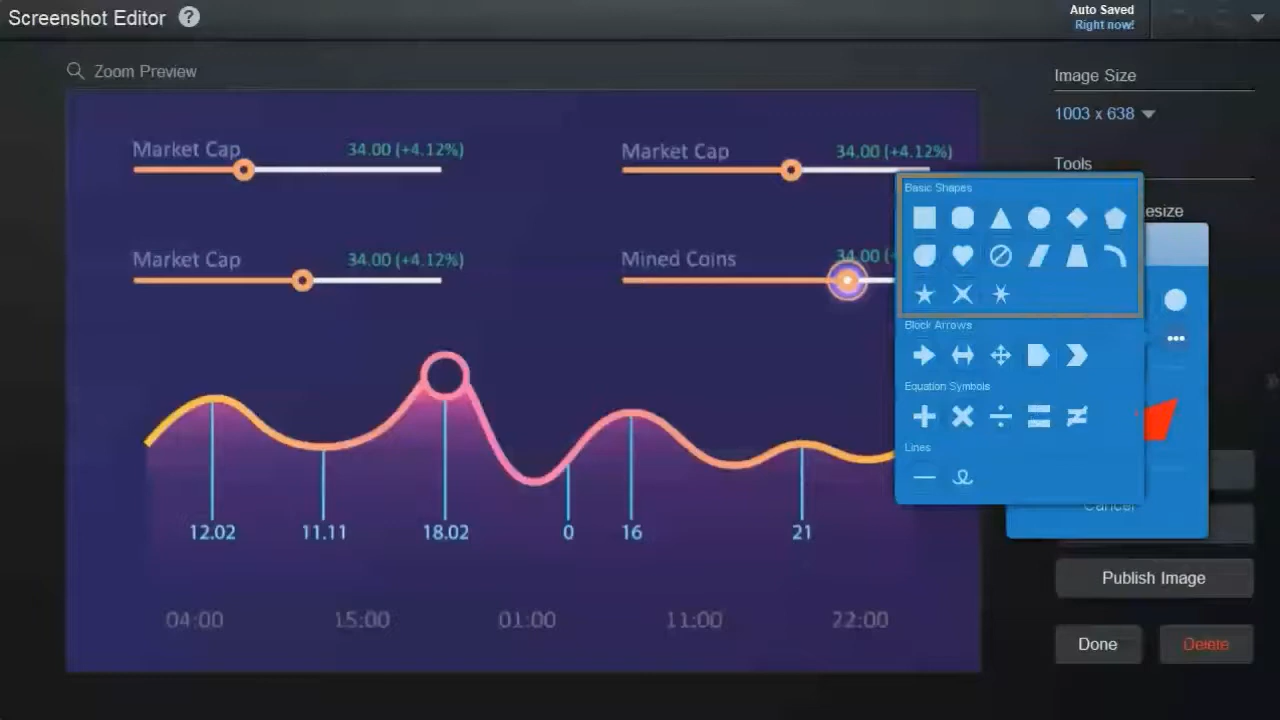 Screenshot Editor ?
Auto Saved
Right now!
Zoom Preview
Image Size
1003 x 638
Tools
Market Cap 34.00 (+4.12%)
Market Cap 34.00 (+4.12%)
Market Cap 34.00 (+4.12%)
Mined Coins 34.00 (
esize
Basic Shapes
Block Arrows
Equation Symbols
Lines
Cancel
12.02 11.11 18.02 0 16 21
04:00 15:00 01:00 11:00 22:00
Publish Image
Done
Delete